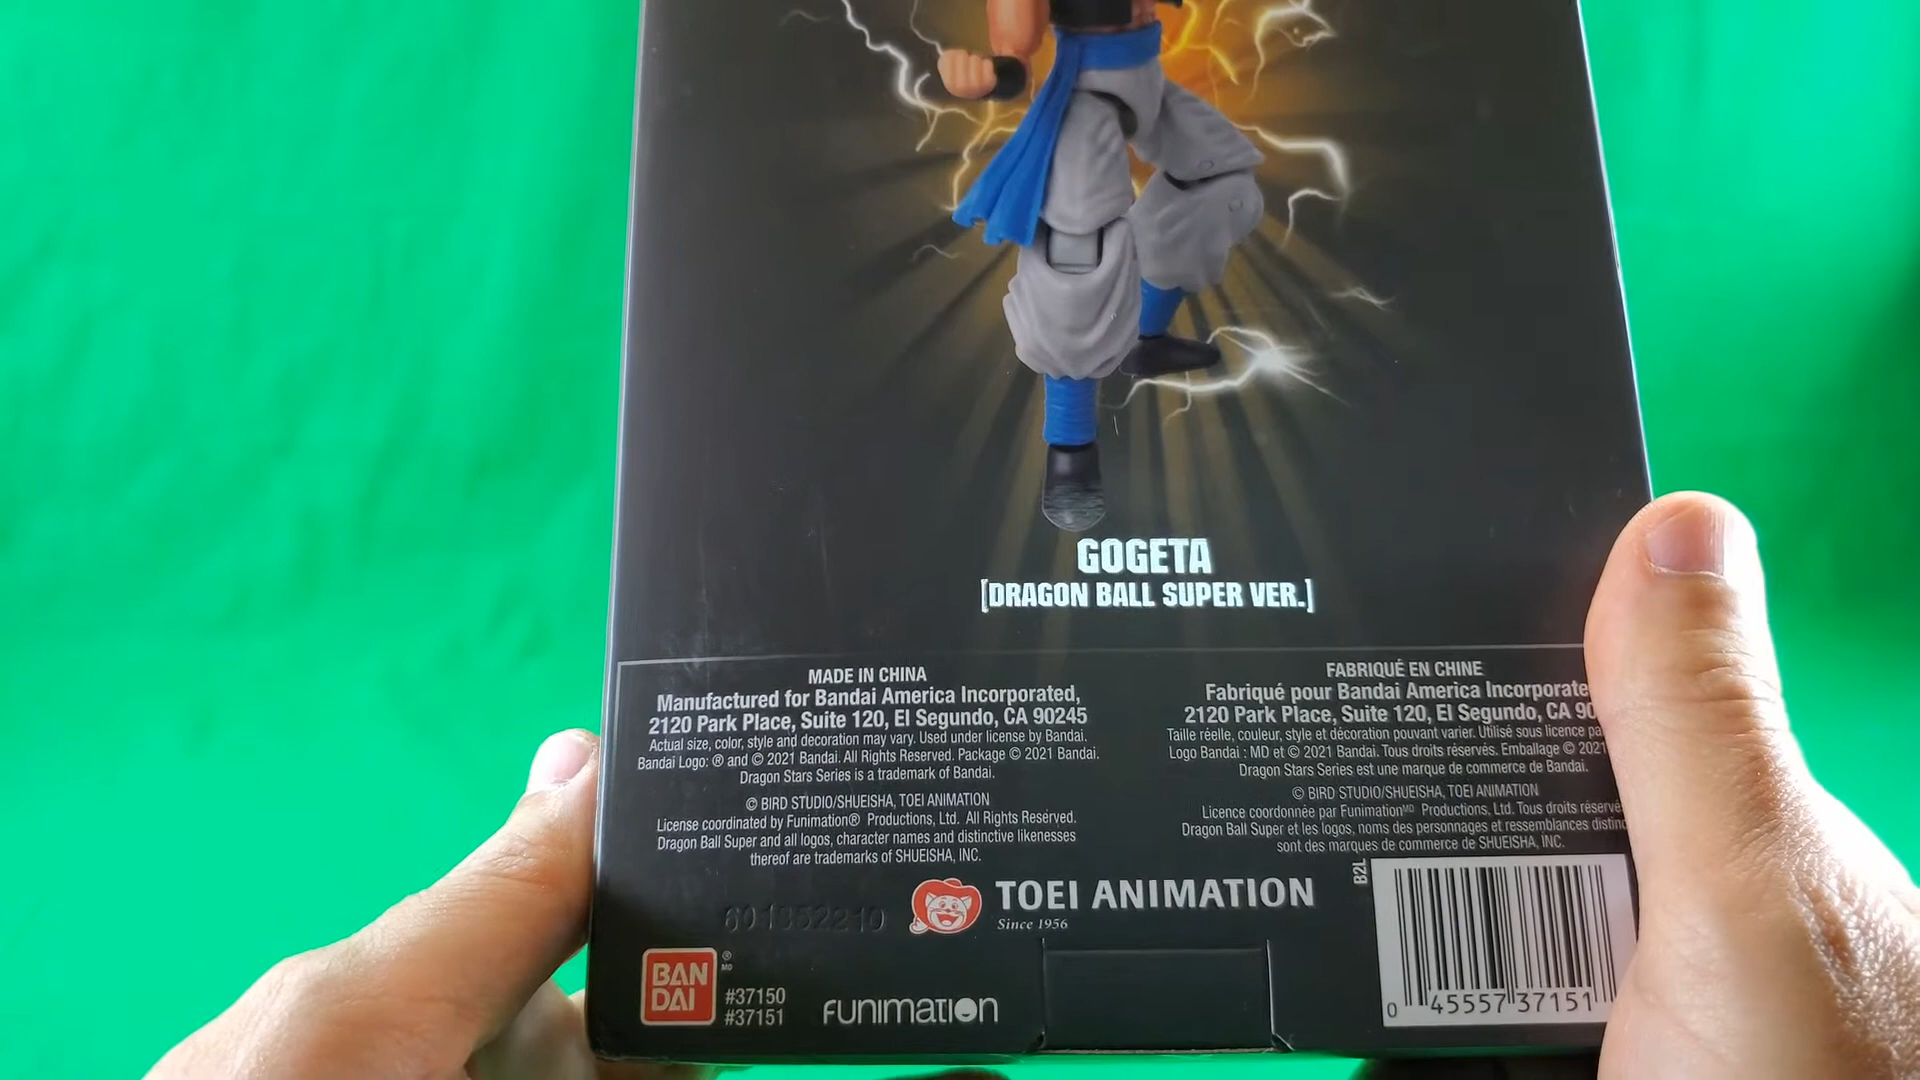 GOGETA
[DRAGON BALL SUPER VER.]
MADE IN CHINA
Manufactured for Bandai America Incorporated,
2120 Park Place, Suite 120, El Segundo, CA 90245
Actual size, color, style and decoration may vary. Used under license by Bandai.
Bandai Logo: ® and © 2021 Bandai. All Rights Reserved. Package © 2021 Bandai.
Dragon Stars Series is a trademark of Bandai.
© BIRD STUDIO/SHUEISHA, TOEI ANIMATION
License coordinated by Funimation® Productions, Ltd. All Rights Reserved.
Dragon Ball Super and all logos, character names and distinctive likenesses
thereof are trademarks of SHUEISHA, INC.
FABRIQUÉ EN CHINE
Fabriqué pour Bandai America Incorporate
2120 Park Place, Suite 120, El Segundo, CA 90
Taille réelle, couleur, style et décoration pouvant varier. Utilisé sous licence pa
Logo Bandai : MD et © 2021 Bandai. Tous droits réservés. Emballage © 2021
Dragon Stars Series est une marque de commerce de Bandai.
© BIRD STUDIO/SHUEISHA, TOEI ANIMATION
Licence coordonnée par Funimation MD Productions, Ltd. Tous droits réservé
Dragon Ball Super et les logos, noms des personnages et ressemblances distinc
sont des marques de commerce de SHUEISHA, INC.
B2L
TOEI ANIMATION
Since 1956
BAN
DAI
® MD
#37150
#37151
FUnimation
0 45557 37151